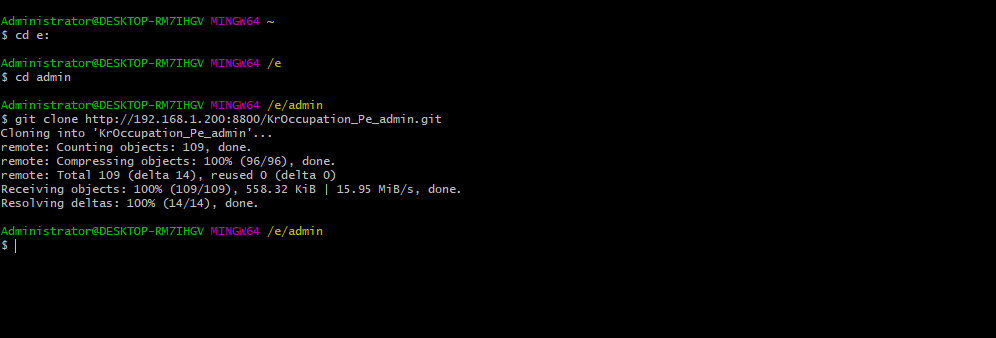 Administrator@DESKTOP-RM7IHGV MINGW64 ~
$ cd e:
Administrator@DESKTOP-RM7IHGV MINGW64 /e
$ cd admin
Administrator@DESKTOP-RM7IHGV MINGW64 /e/admin
$ git clone http://192.168.1.200:8800/KrOccupation_Pe_admin.git
Cloning into 'KrOccupation_Pe_admin'...
remote: Counting objects: 109, done.
remote: Compressing objects: 100% (96/96), done.
remote: Total 109 (delta 14), reused 0 (delta 0)
Receiving objects: 100% (109/109), 558.32 KiB | 15.95 MiB/s, done.
Resolving deltas: 100% (14/14), done.
Administrator@DESKTOP-RM7IHGV MINGW64 /e/admin
$